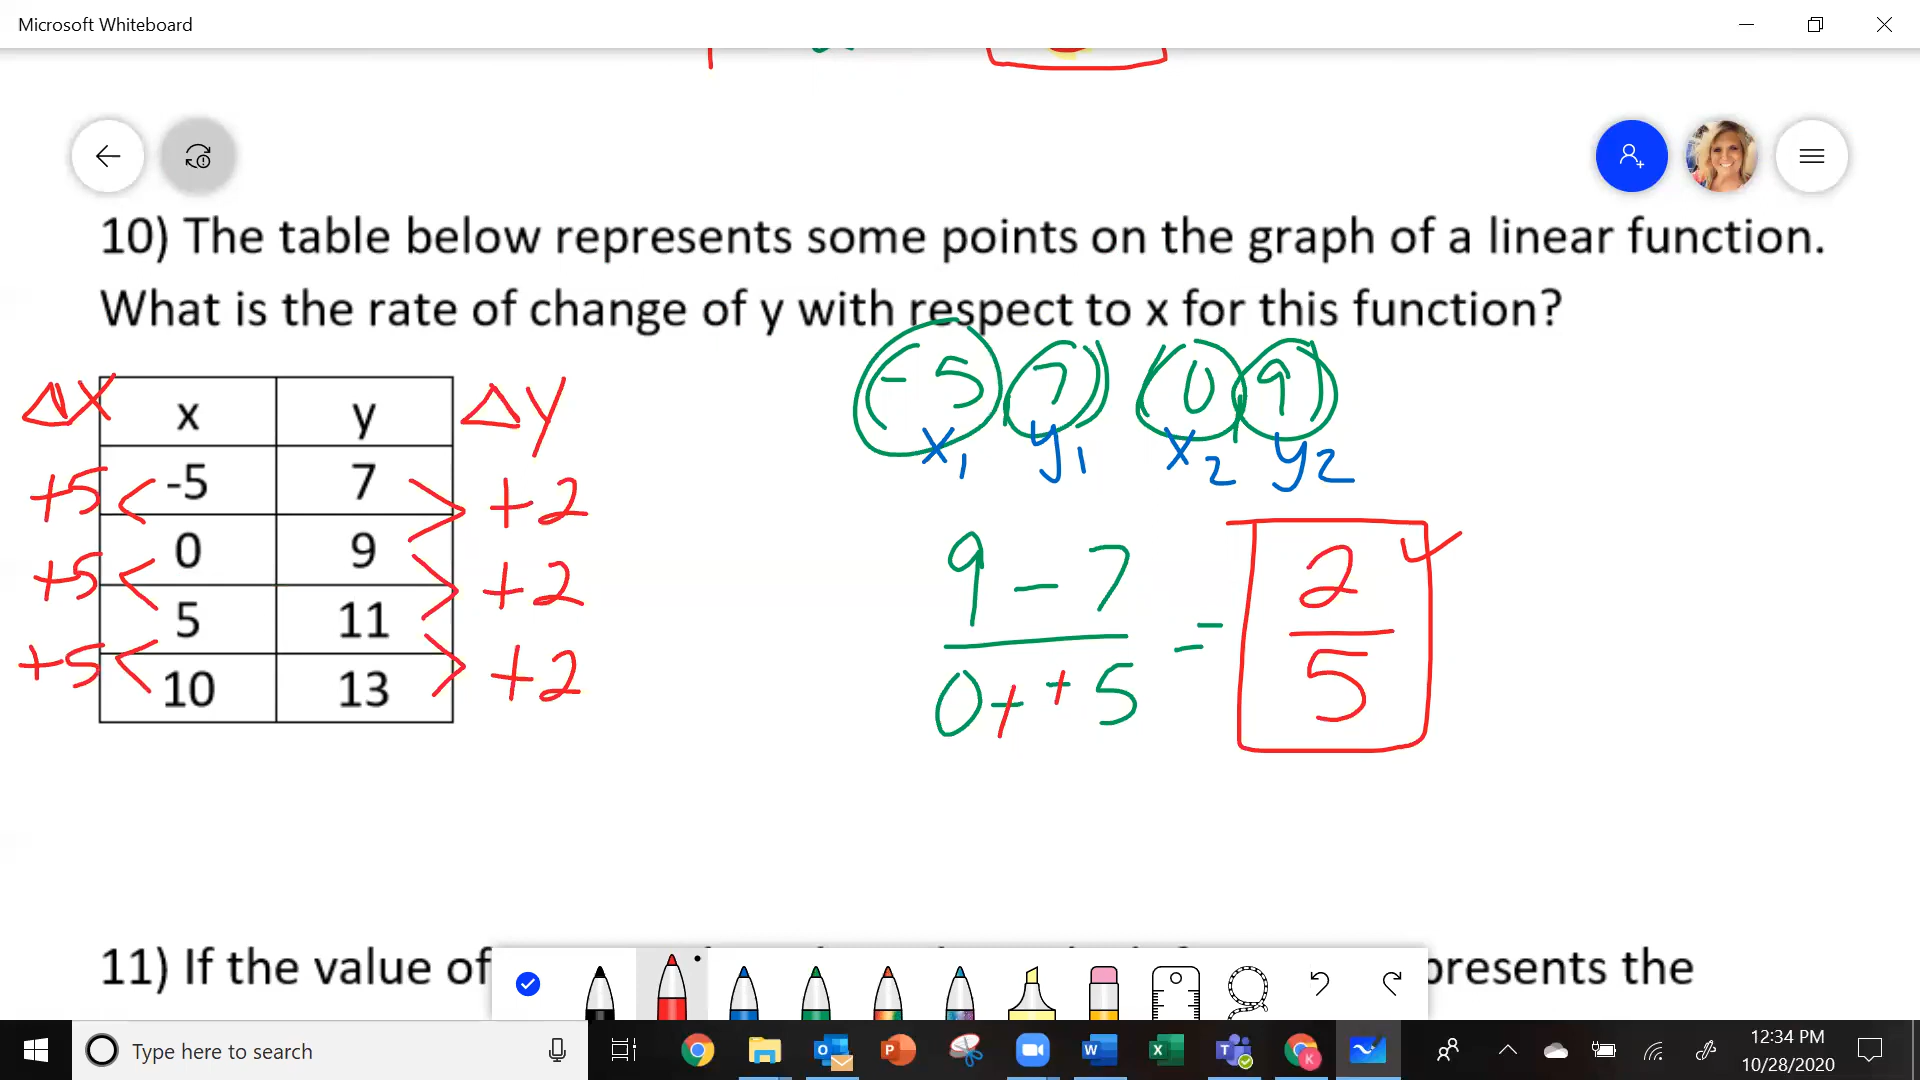 Microsoft Whiteboard
10) The table below represents some points on the graph of a linear function.
What is the rate of change of y with respect to x for this function?
(-5 7) (0 9)
x1 y1 x2 y2
Δx x y Δy
+5 -5 7 +2
+5 0 9 +2
+5 5 11 +2
10 13
9 - 7
0 + +5
=
2
5
11) If the value of presents the
Type here to search
12:34 PM
10/28/2020